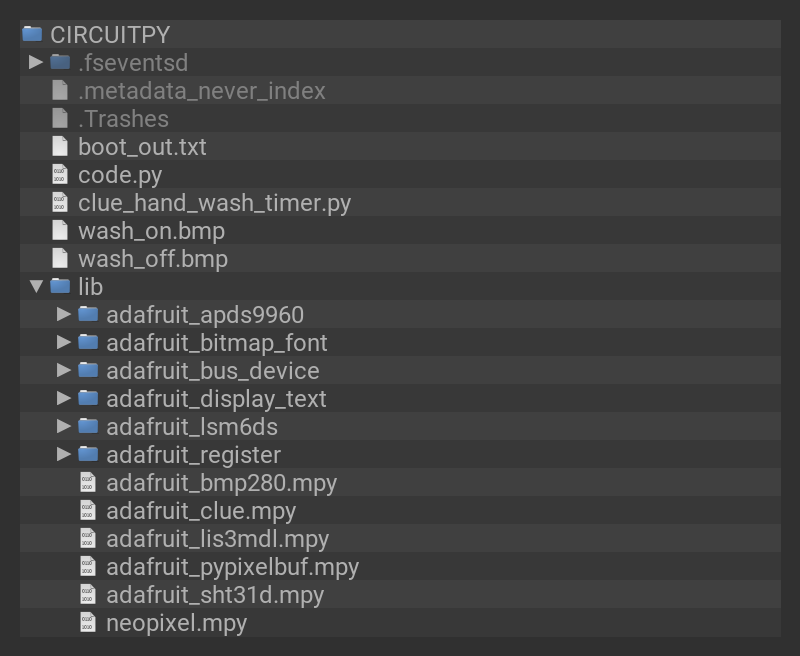 CIRCUITPY
.fseventsd
.metadata_never_index
.Trashes
boot_out.txt
code.py
clue_hand_wash_timer.py
wash_on.bmp
wash_off.bmp
lib
adafruit_apds9960
adafruit_bitmap_font
adafruit_bus_device
adafruit_display_text
adafruit_lsm6ds
adafruit_register
adafruit_bmp280.mpy
adafruit_clue.mpy
adafruit_lis3mdl.mpy
adafruit_pypixelbuf.mpy
adafruit_sht31d.mpy
neopixel.mpy